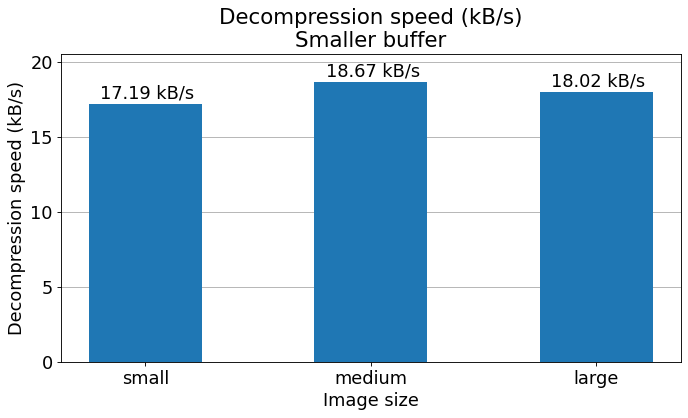 Decompression speed (kB/s)
Smaller buffer
Decompression speed (kB/s)
20
15
10
5
0
17.19 kB/s
18.67 kB/s
18.02 kB/s
small
medium
large
Image size